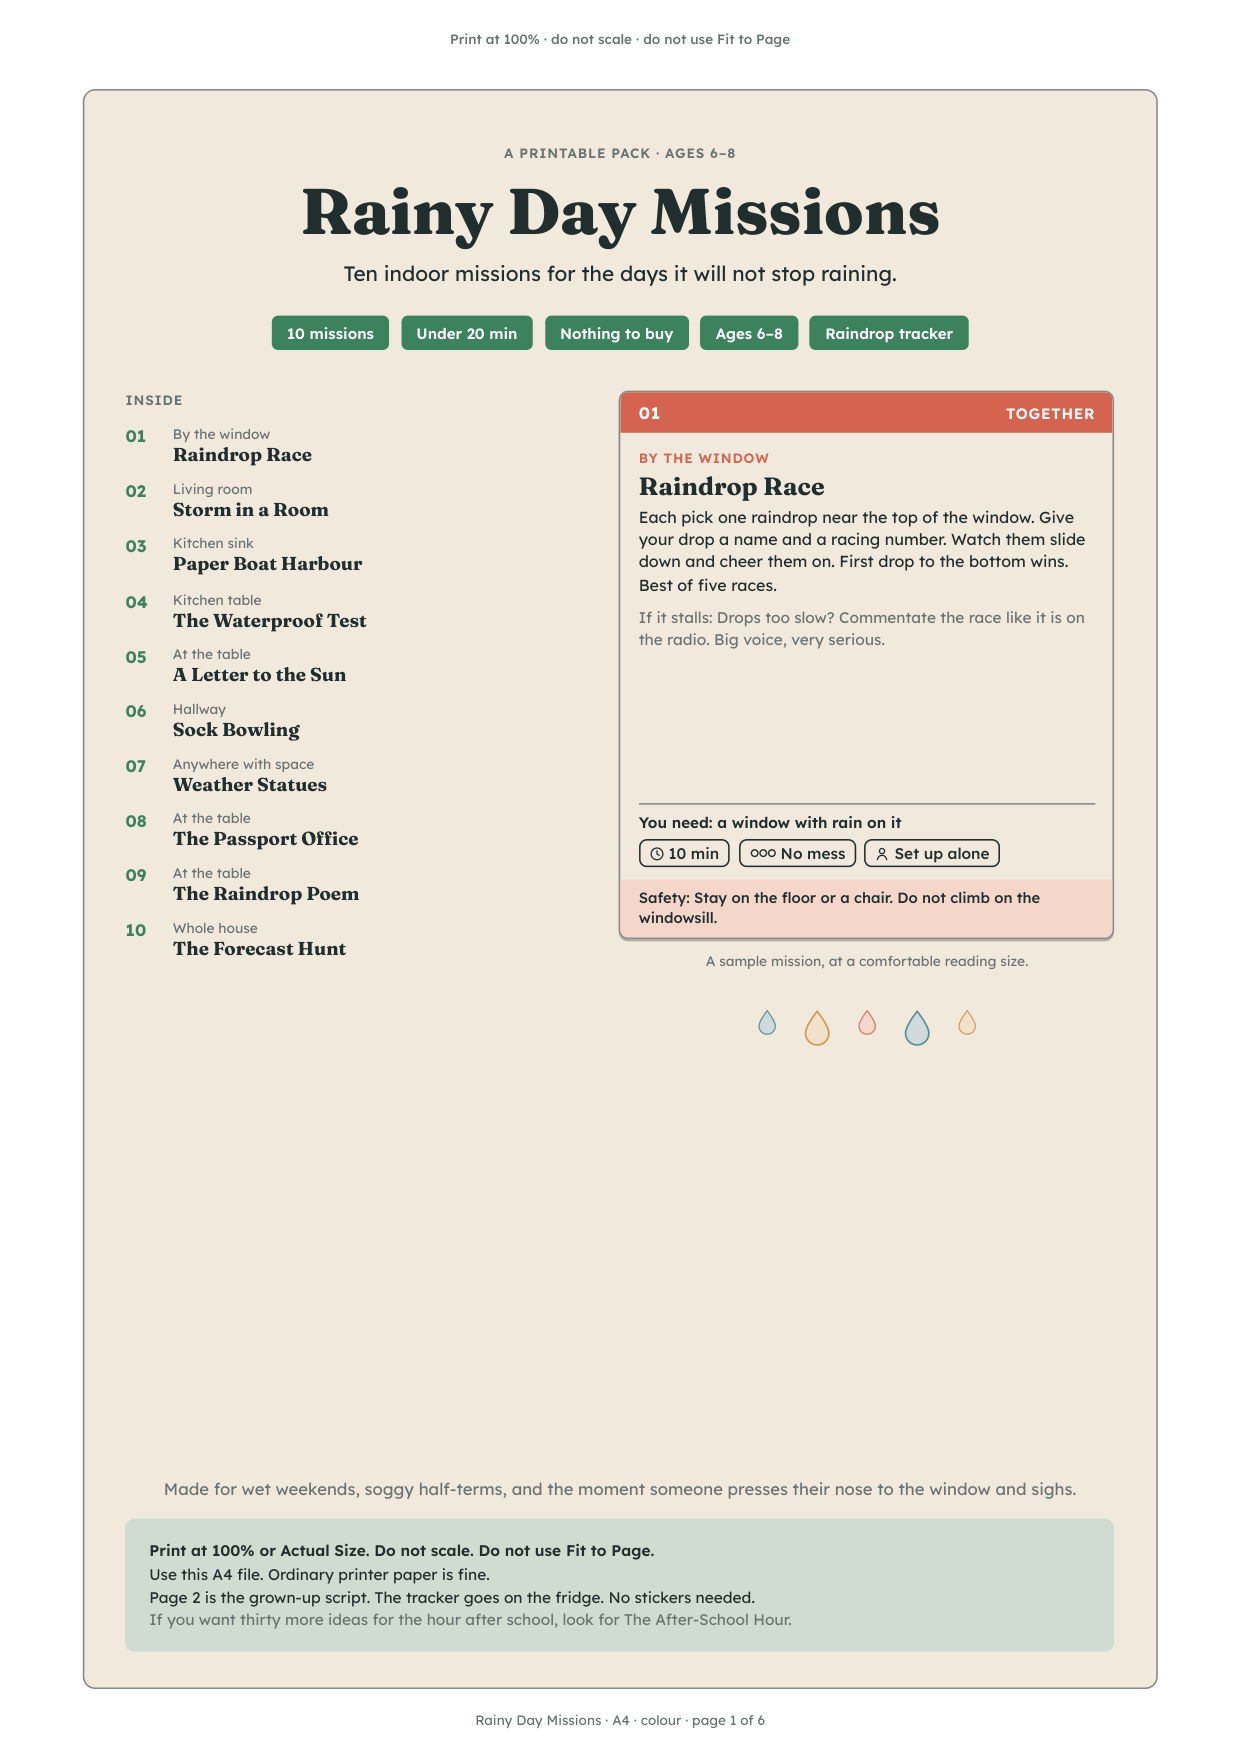 Print at 100% · do not scale · do not use Fit to Page
A PRINTABLE PACK · AGES 6–8
Rainy Day Missions
Ten indoor missions for the days it will not stop raining.
10 missions
Under 20 min
Nothing to buy
Ages 6–8
Raindrop tracker
INSIDE
01
By the window
Raindrop Race
02
Living room
Storm in a Room
03
Kitchen sink
Paper Boat Harbour
04
Kitchen table
The Waterproof Test
05
At the table
A Letter to the Sun
06
Hallway
Sock Bowling
07
Anywhere with space
Weather Statues
08
At the table
The Passport Office
09
At the table
The Raindrop Poem
10
Whole house
The Forecast Hunt
01
TOGETHER
BY THE WINDOW
Raindrop Race
Each pick one raindrop near the top of the window. Give
your drop a name and a racing number. Watch them slide
down and cheer them on. First drop to the bottom wins.
Best of five races.
If it stalls: Drops too slow? Commentate the race like it is on
the radio. Big voice, very serious.
You need: a window with rain on it
10 min
No mess
Set up alone
Safety: Stay on the floor or a chair. Do not climb on the
windowsill.
A sample mission, at a comfortable reading size.
Made for wet weekends, soggy half-terms, and the moment someone presses their nose to the window and sighs.
Print at 100% or Actual Size. Do not scale. Do not use Fit to Page.
Use this A4 file. Ordinary printer paper is fine.
Page 2 is the grown-up script. The tracker goes on the fridge. No stickers needed.
If you want thirty more ideas for the hour after school, look for The After-School Hour.
Rainy Day Missions · A4 · colour · page 1 of 6